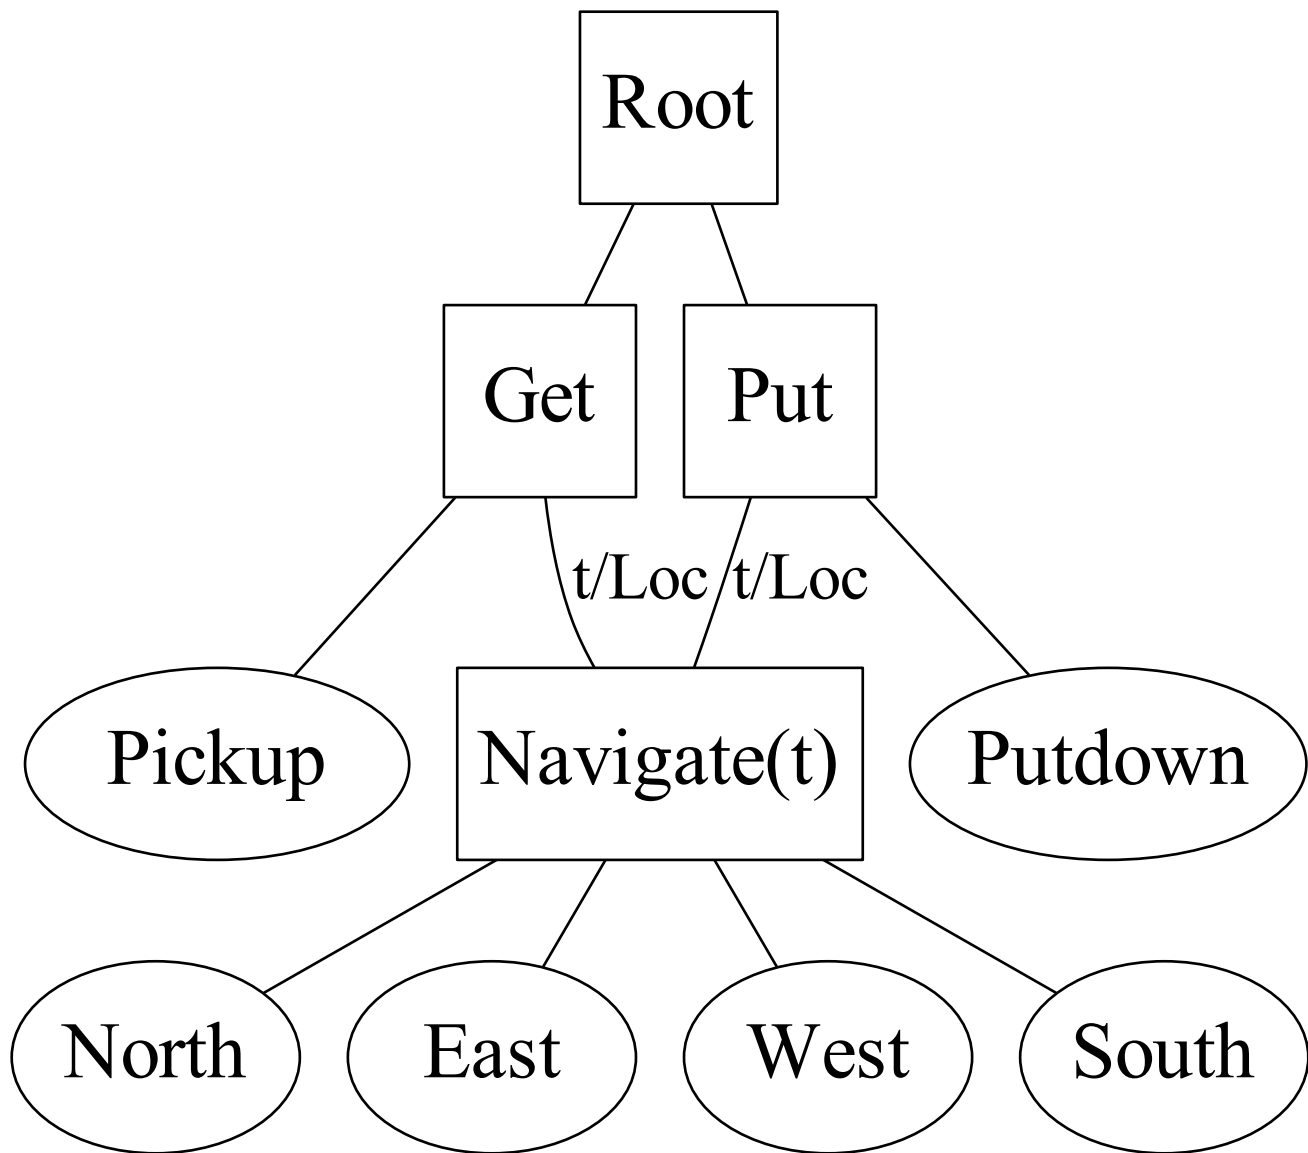 Root
Get
Put
t/Loc
t/Loc
Pickup
Navigate(t)
Putdown
North
East
West
South